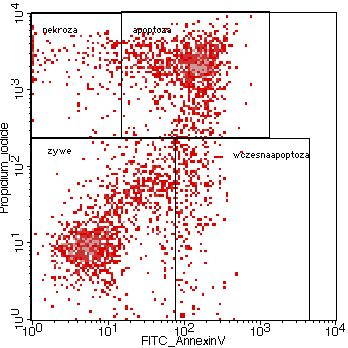 10^4
nekroza apoptoza
10^3
Propidium_Iodide
zywe wczesnaapoptoza
10^2
10^1
10^0
10^0 10^1 10^2 10^3 10^4
FITC_AnnexinV